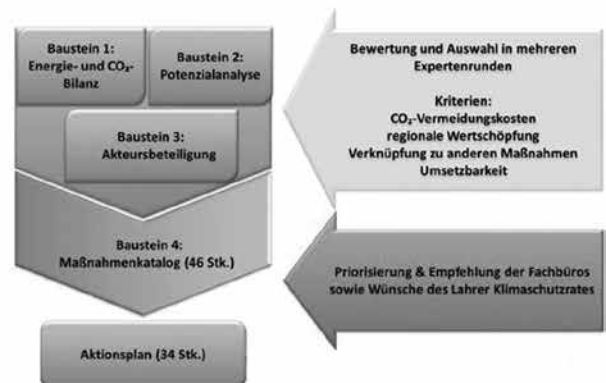 Baustein 1:
Energie- und CO₂-
Bilanz
Baustein 2:
Potenzialanalyse
Baustein 3:
Akteursbeteiligung
Baustein 4:
Maßnahmenkatalog (46 Stk.)
Aktionsplan (34 Stk.)
Bewertung und Auswahl in mehreren
Expertenrunden
Kriterien:
CO₂-Vermeidungskosten
regionale Wertschöpfung
Verknüpfung zu anderen Maßnahmen
Umsetzbarkeit
Priorisierung & Empfehlung der Fachbüros
sowie Wünsche des Lahrer Klimaschutzrates